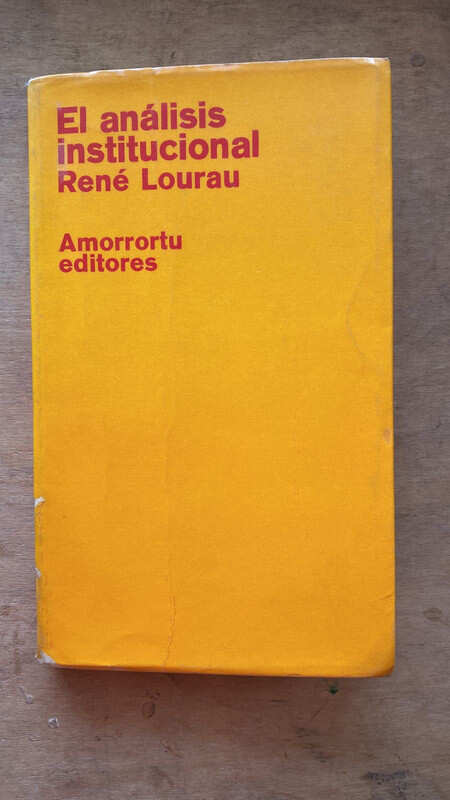 El análisis
institucional
René Lourau
Amorrortu
editores